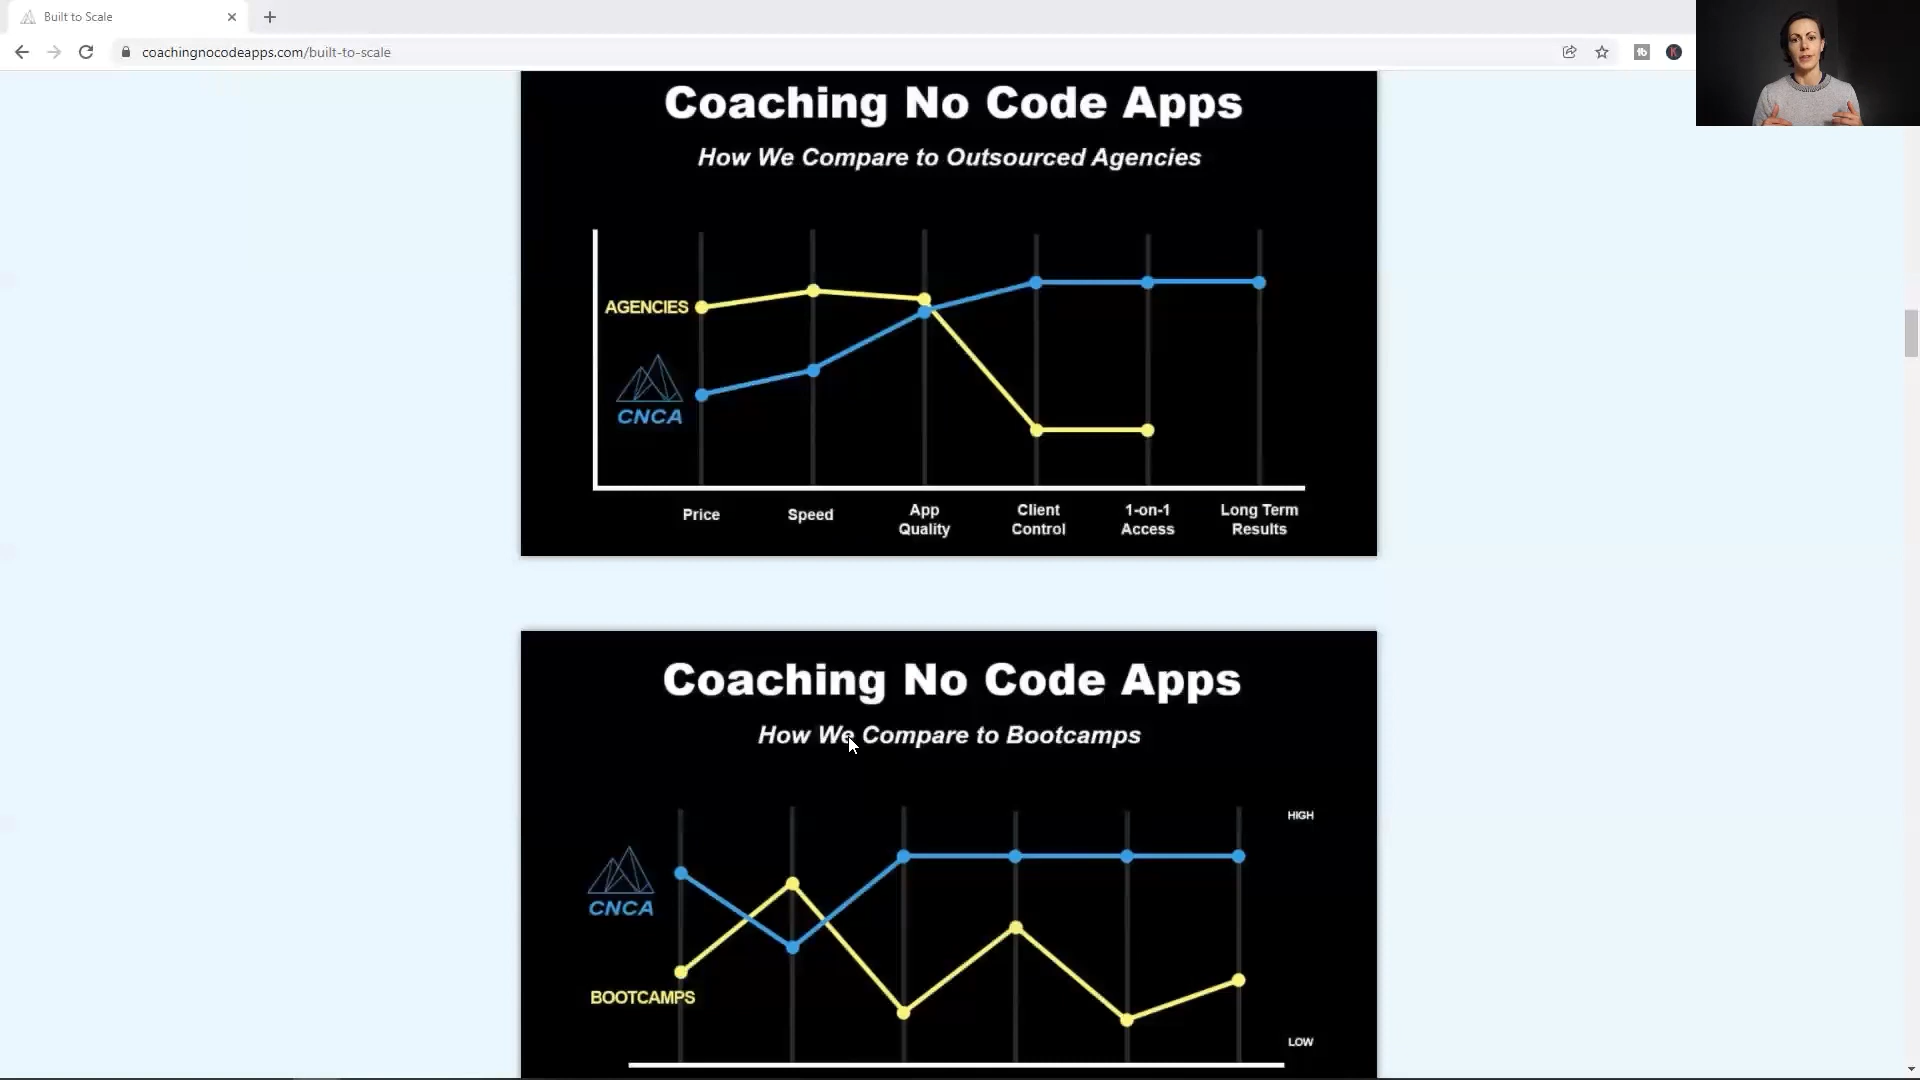 Built to Scale
coachingnocodeapps.com/built-to-scale
Coaching No Code Apps
How We Compare to Outsourced Agencies
AGENCIES
CNCA
Price
Speed
App
Quality
Client
Control
1-on-1
Access
Long Term
Results
Coaching No Code Apps
How We Compare to Bootcamps
HIGH
CNCA
BOOTCAMPS
LOW